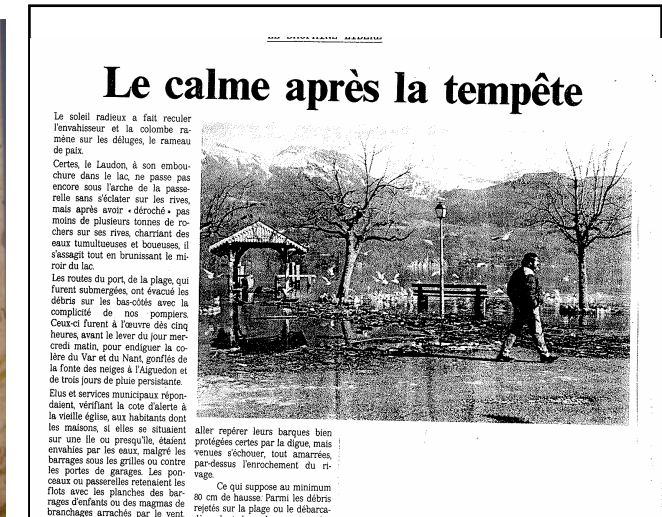 Le calme après la tempête
Le soleil radieux a fait reculer
l'envahisseur et la colombe ra-
mène sur les déluges, le rameau
de paix.
Certes, le Laudon, à son embou-
chure dans le lac, ne passe pas
encore sous l'arche de la passe-
relle sans s'éclater sur les rives,
mais après avoir « déroché » pas
moins de plusieurs tonnes de ro-
chers sur ses rives, charriant des
eaux tumultueuses et boueuses, il
s'assagit tout en brunissant le mi-
roir du lac.
Les routes du port, de la plage, qui
furent submergées, ont évacué les
débris sur les bas-côtés avec la
complicité de nos pompiers.
Ceux-ci furent à l'œuvre dès cinq
heures, avant le lever du jour mer-
credi matin, pour endiguer la co-
lère du Var et du Nant, gonflés de
la fonte des neiges à l'Aiguedon et
de trois jours de pluie persistante.
Elus et services municipaux répon-
daient, vérifiant la cote d'alerte à
la vieille église, aux habitants dont
les maisons, si elles se situaient
sur une île ou presqu'île, étaient
envahies par les eaux, malgré les
barrages sous les grilles ou contre
les portes de garages. Les pon-
ceaux ou passerelles retenaient les
flots avec les planches des bar-
rages d'enfants ou des magmas de
branchages arrachés par le vent.
aller repérer leurs barques bien
protégées certes par la digue, mais
venues s'échouer, tout amarrées,
par-dessus l'enrochement du ri-
vage.
Ce qui suppose au minimum
80 cm de hausse. Parmi les débris
rejetés sur la plage ou le débarca-